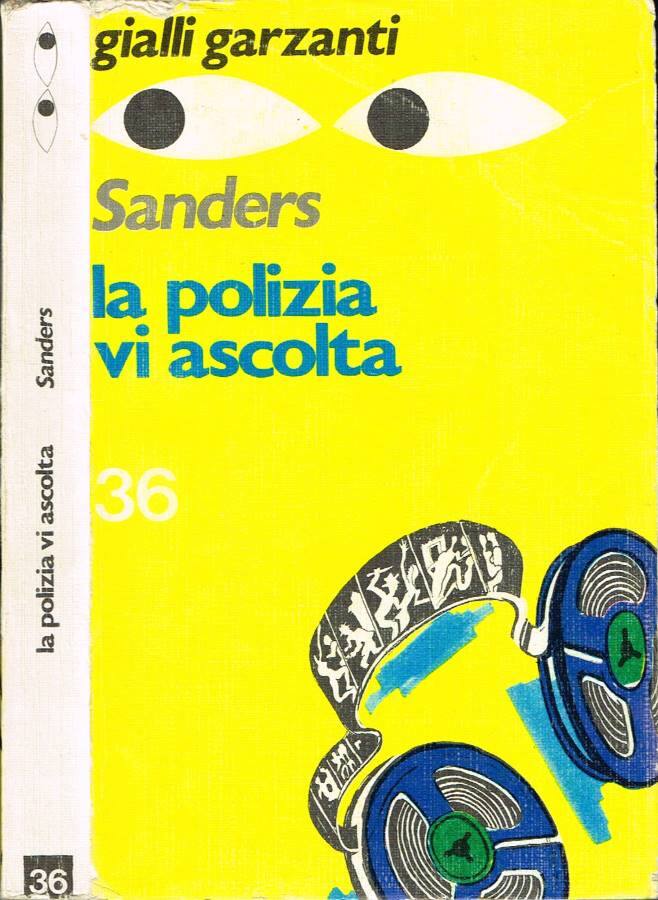 gialli garzanti
Sanders
la polizia
vi ascolta
36
Sanders
la polizia vi ascolta
36